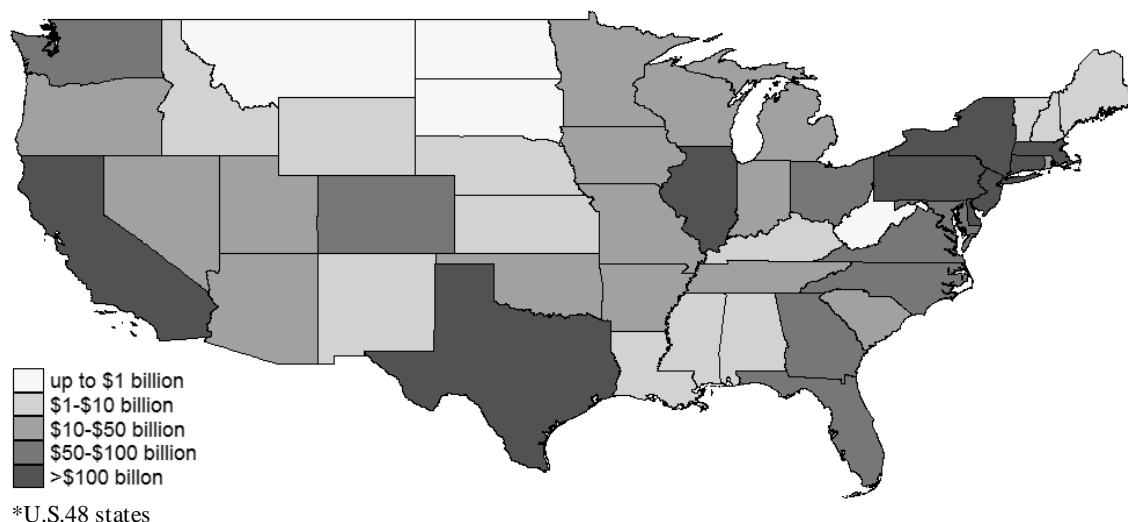 up to $1 billion
$1-$10 billion
$10-$50 billion
$50-$100 billion
>$100 billon
*U.S.48 states